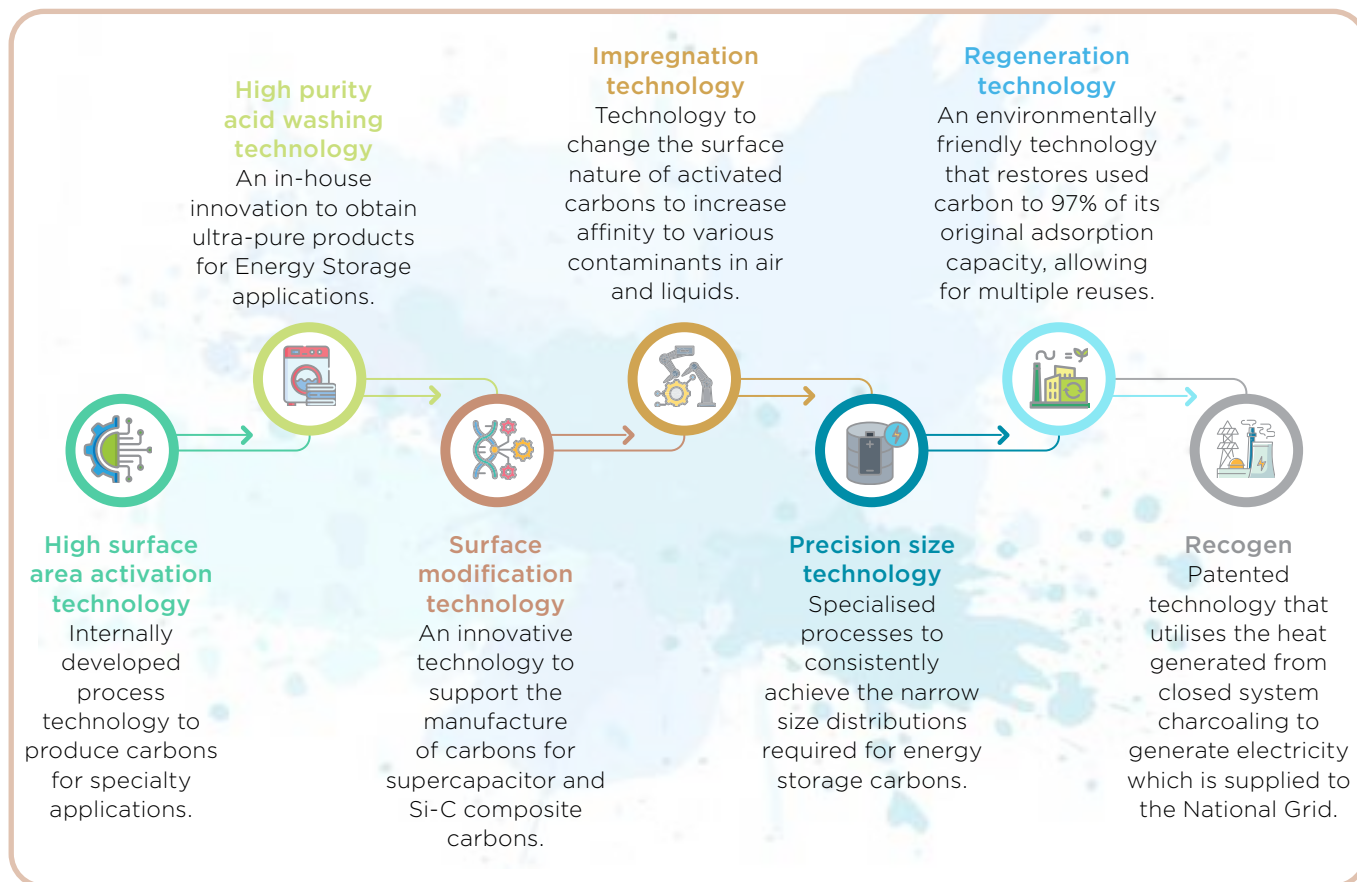 High surface
area activation
technology
Internally
developed
process
technology to
produce carbons
for specialty
applications.
High purity
acid washing
technology
An in-house
innovation to obtain
ultra-pure products
for Energy Storage
applications.
Surface
modification
technology
An innovative
technology to
support the
manufacture
of carbons for
supercapacitor and
Si-C composite
carbons.
Impregnation
technology
Technology to
change the surface
nature of activated
carbons to increase
affinity to various
contaminants in air
and liquids.
Precision size
technology
Specialised
processes to
consistently
achieve the narrow
size distributions
required for energy
storage carbons.
Regeneration
technology
An environmentally
friendly technology
that restores used
carbon to 97% of its
original adsorption
capacity, allowing
for multiple reuses.
Recogen
Patented
technology that
utilises the heat
generated from
closed system
charcoaling to
generate electricity
which is supplied to
the National Grid.